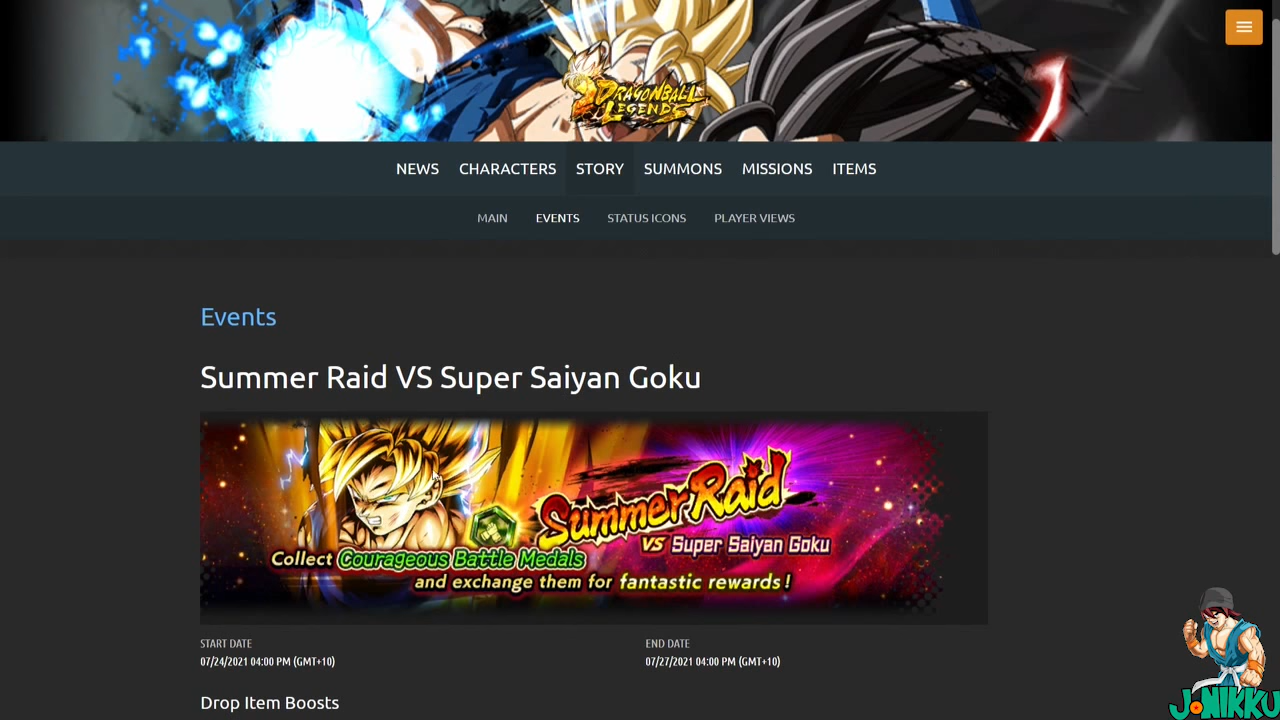 DRAGONBALL
LEGENDS
NEWS CHARACTERS STORY SUMMONS MISSIONS ITEMS
MAIN EVENTS STATUS ICONS PLAYER VIEWS
Events
Summer Raid VS Super Saiyan Goku
Summer Raid
VS Super Saiyan Goku
Collect Courageous Battle Medals
and exchange them for fantastic rewards!
START DATE END DATE
07/24/2021 04:00 PM (GMT+10) 07/27/2021 04:00 PM (GMT+10)
Drop Item Boosts
JONIKKU